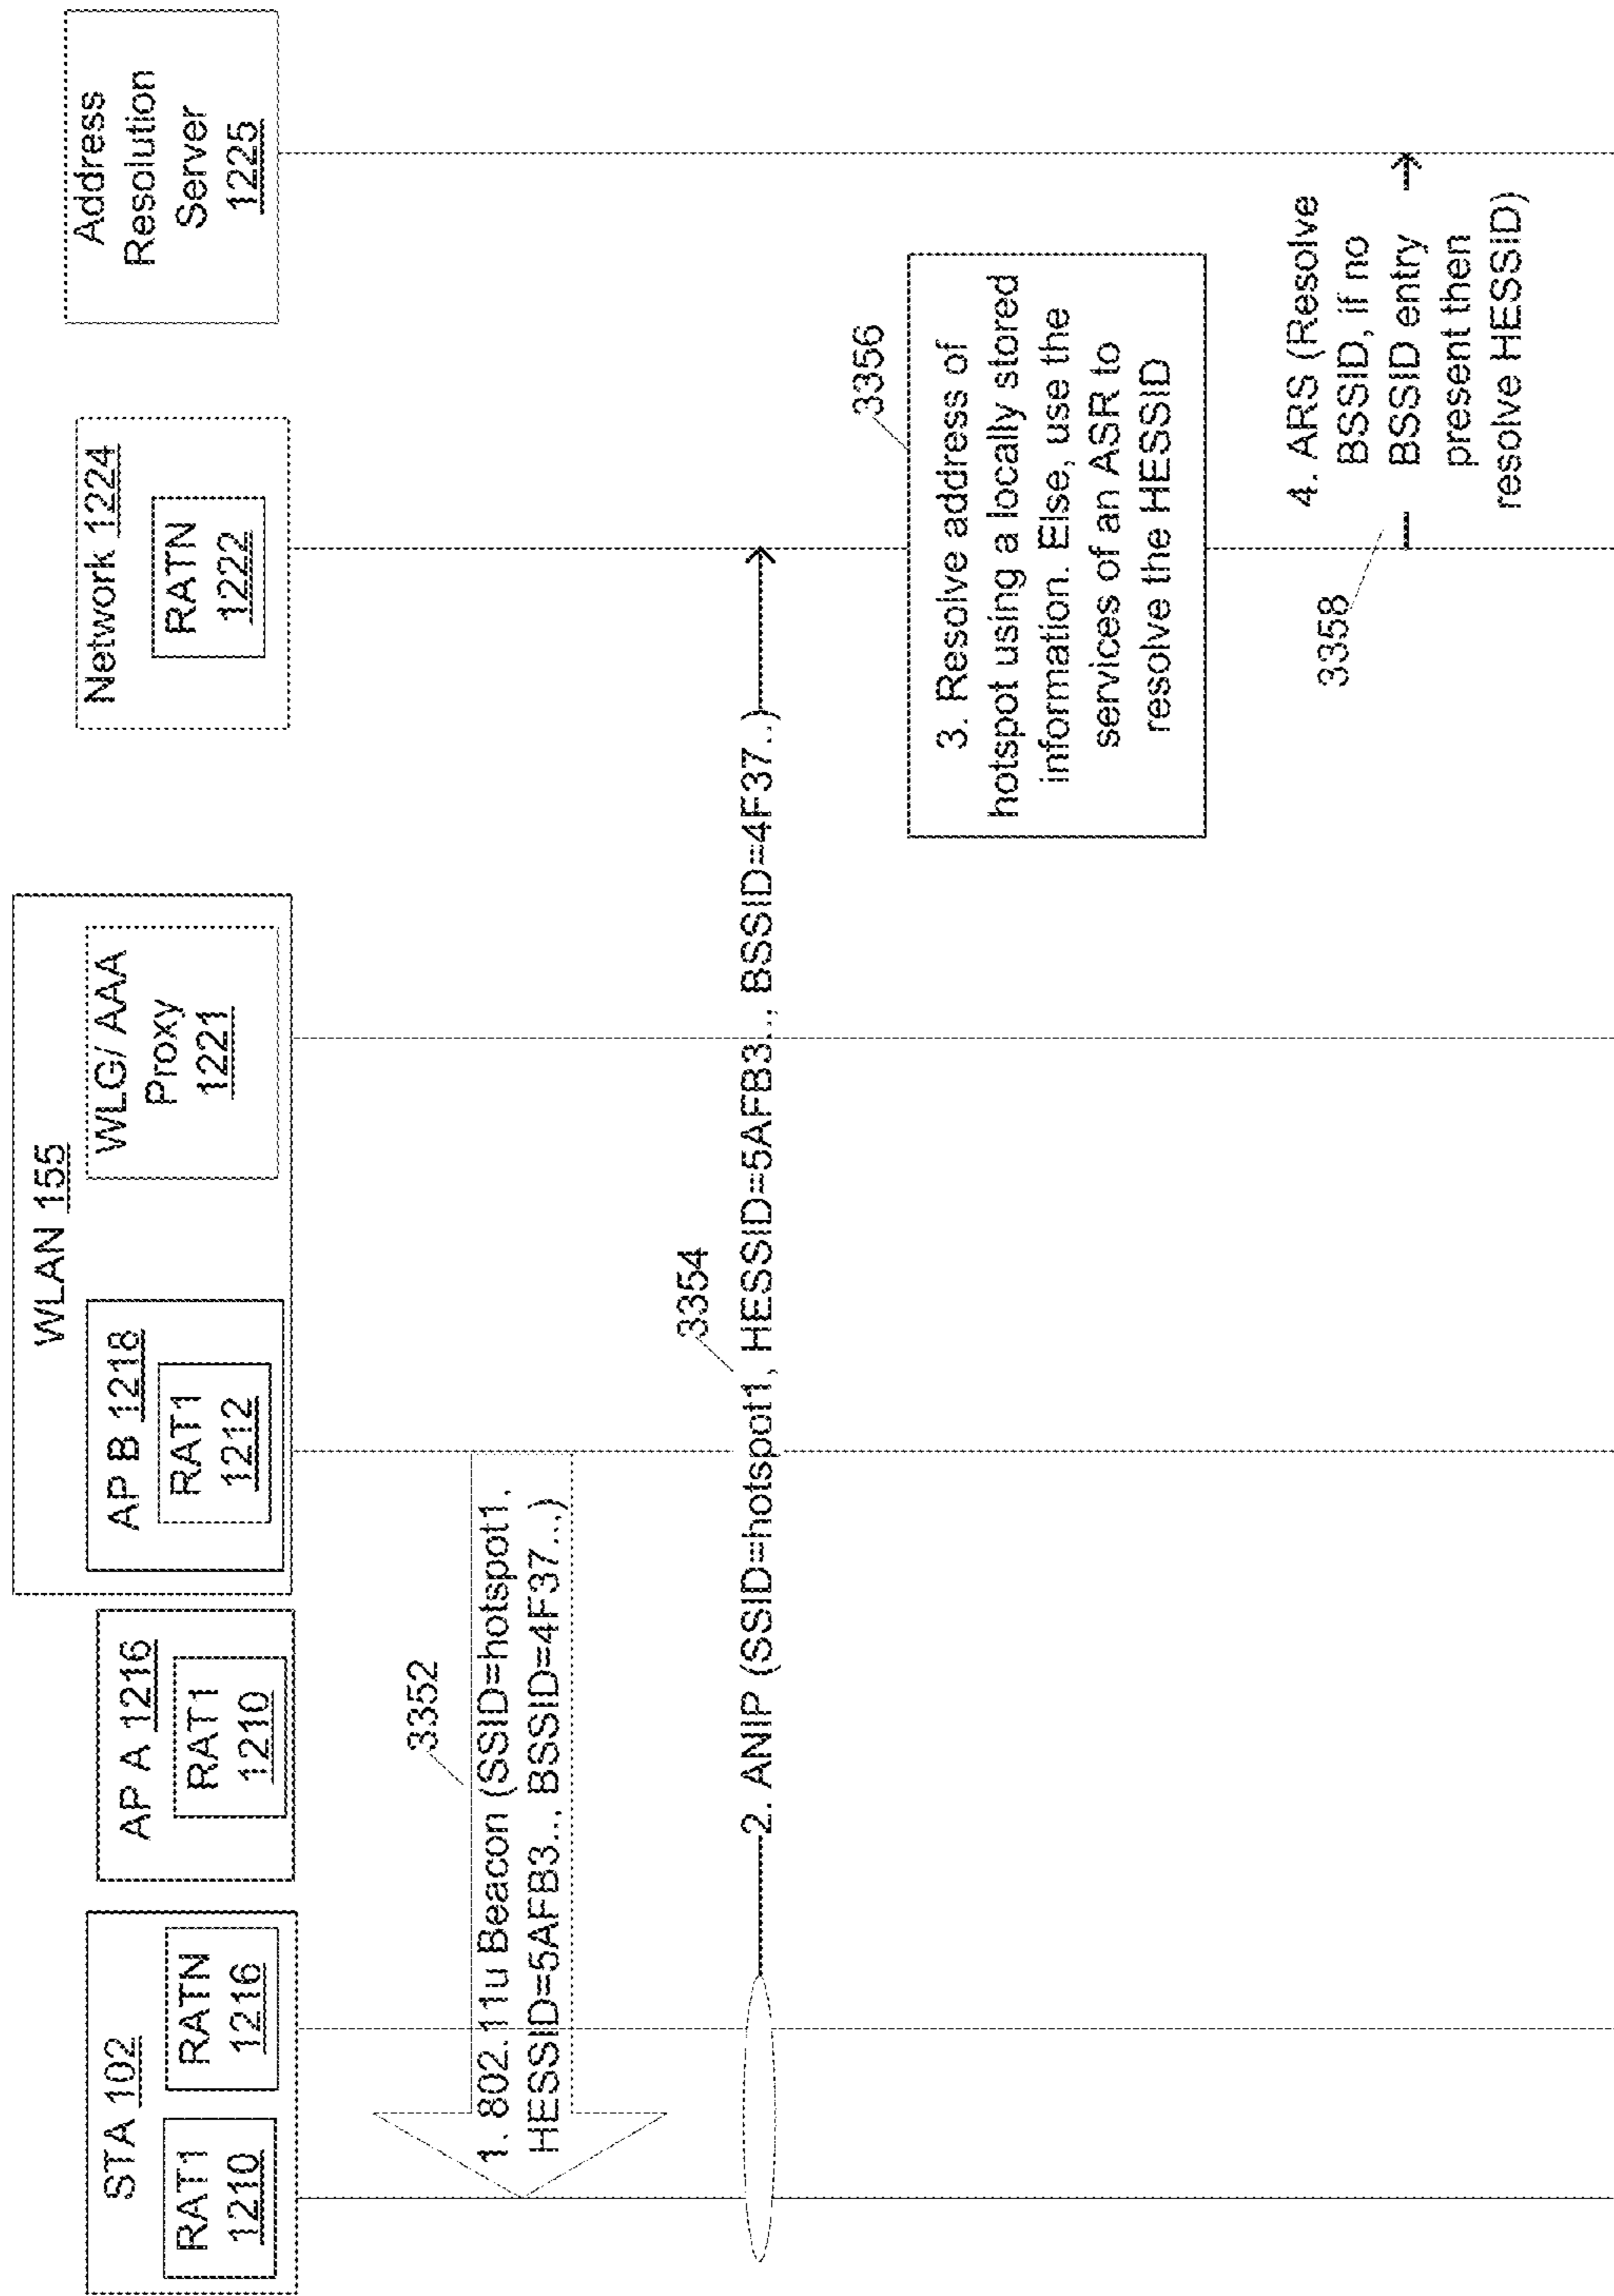 STA 102
RAT1
1210
RATN
1216
AP A 1216
RAT1
1210
WLAN 155
AP B 1218
RAT1
1212
WLG/ AAA
Proxy
1221
Network 1224
RATN
1222
Address
Resolution
Server
1225
3352
1. 802.11u Beacon (SSID=hotspot1,
HESSID=5AFB3.., BSSID=4F37..,)
3354
2. ANIP (SSID=hotspot1, HESSID=5AFB3.., BSSID=4F37..)
3356
3. Resolve address of
hotspot using a locally stored
information. Else, use the
services of an ASR to
resolve the HESSID
3358
4. ARS (Resolve
BSSID, if no
BSSID entry
present then
resolve HESSID)